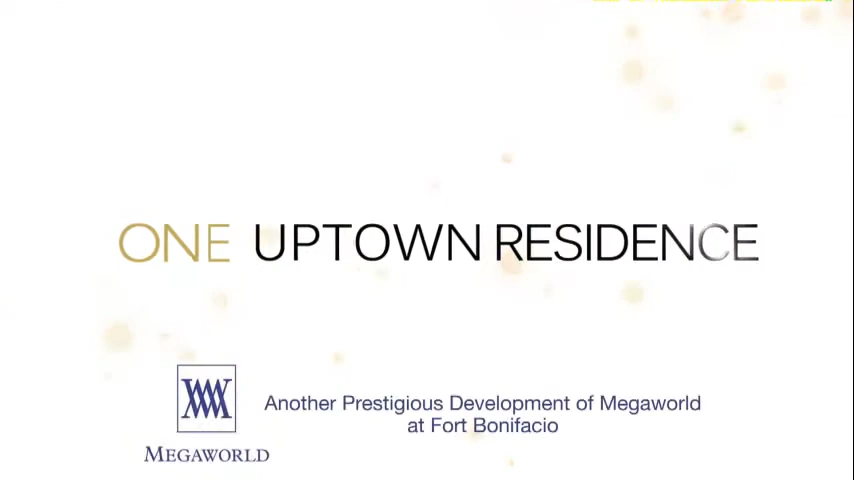 ONE UPTOWN RESIDENCE
Another Prestigious Development of Megaworld
at Fort Bonifacio
MEGAWORLD